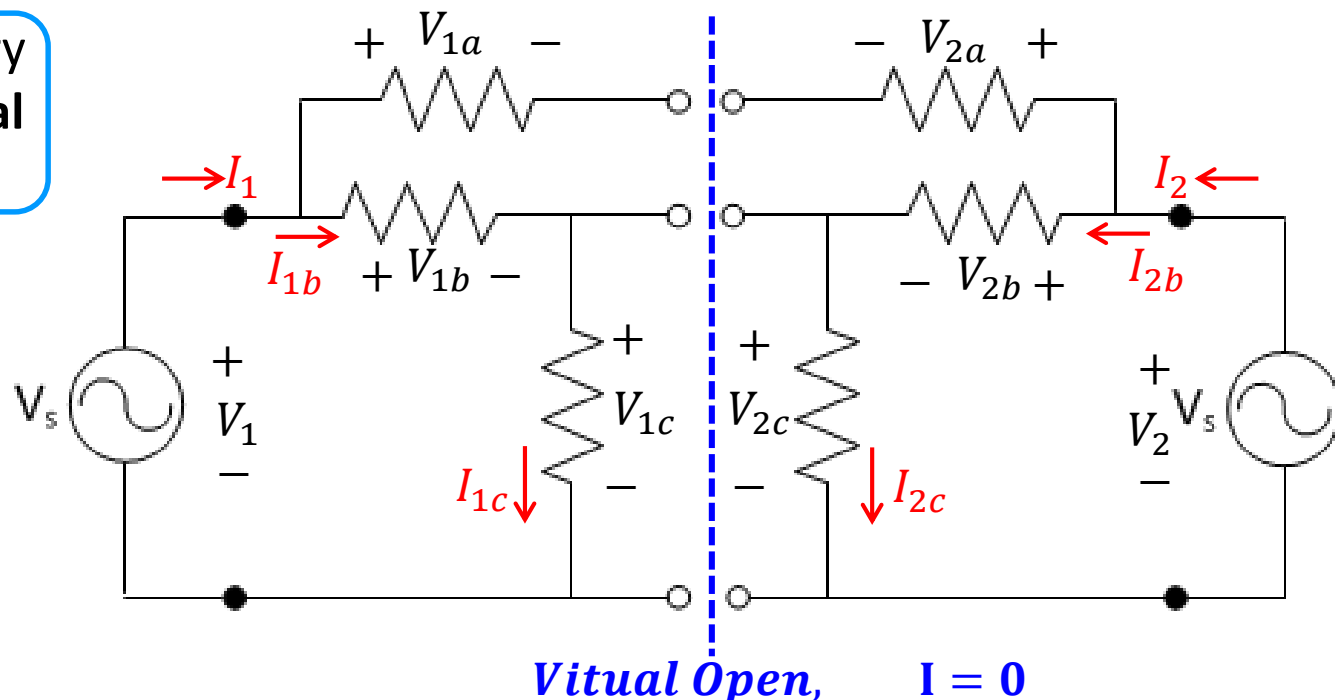 ry
al
+ V1a − − V2a +
I1 I2
I1b + V1b − − V2b + I2b
Vs + V1 − + V1c − + V2c − + V2 − Vs
I1c I2c
Vitual Open, I = 0